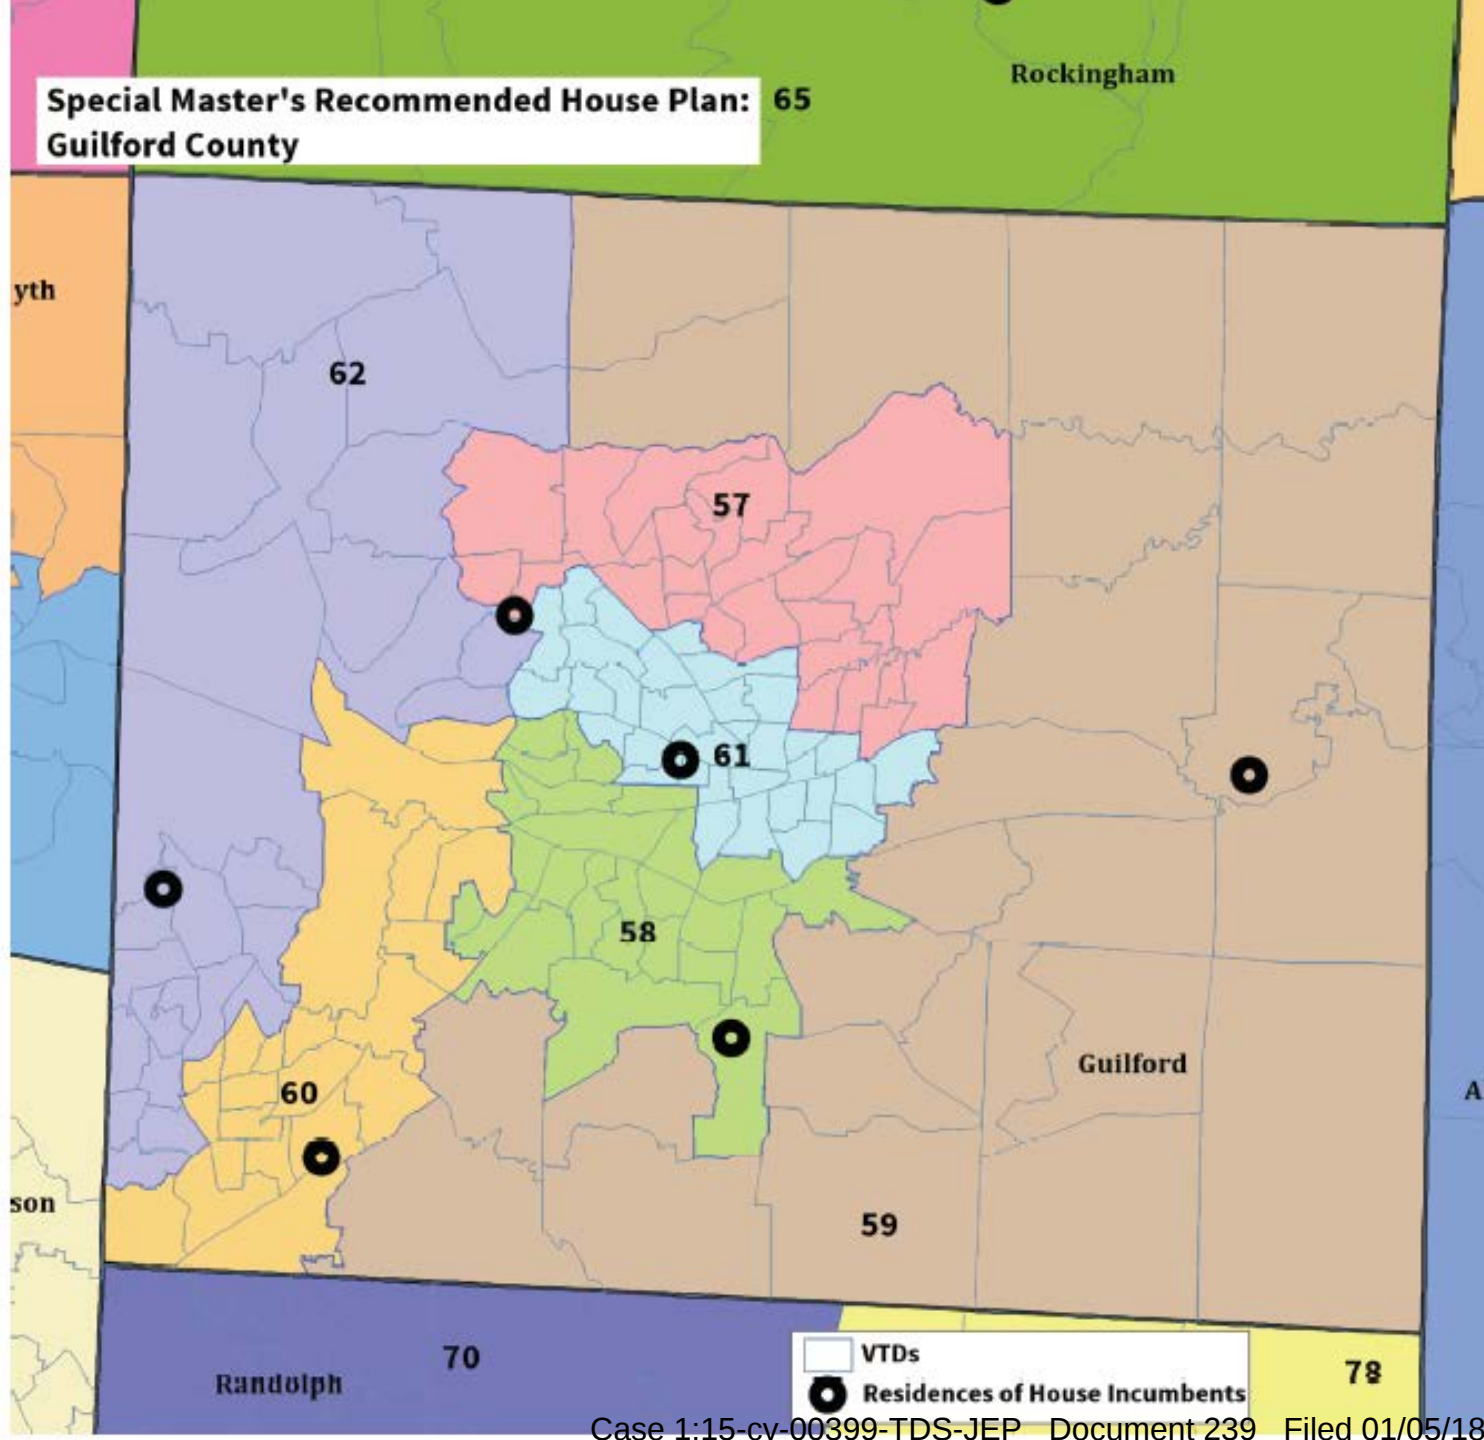 Rockingham
Special Master's Recommended House Plan:
Guilford County
65
yth
62
57
61
58
Guilford
60
A
son
59
70
Randolph
VTDs
Residences of House Incumbents
78
Case 1:15-cv-00399-TDS-JEP Document 239 Filed 01/05/18